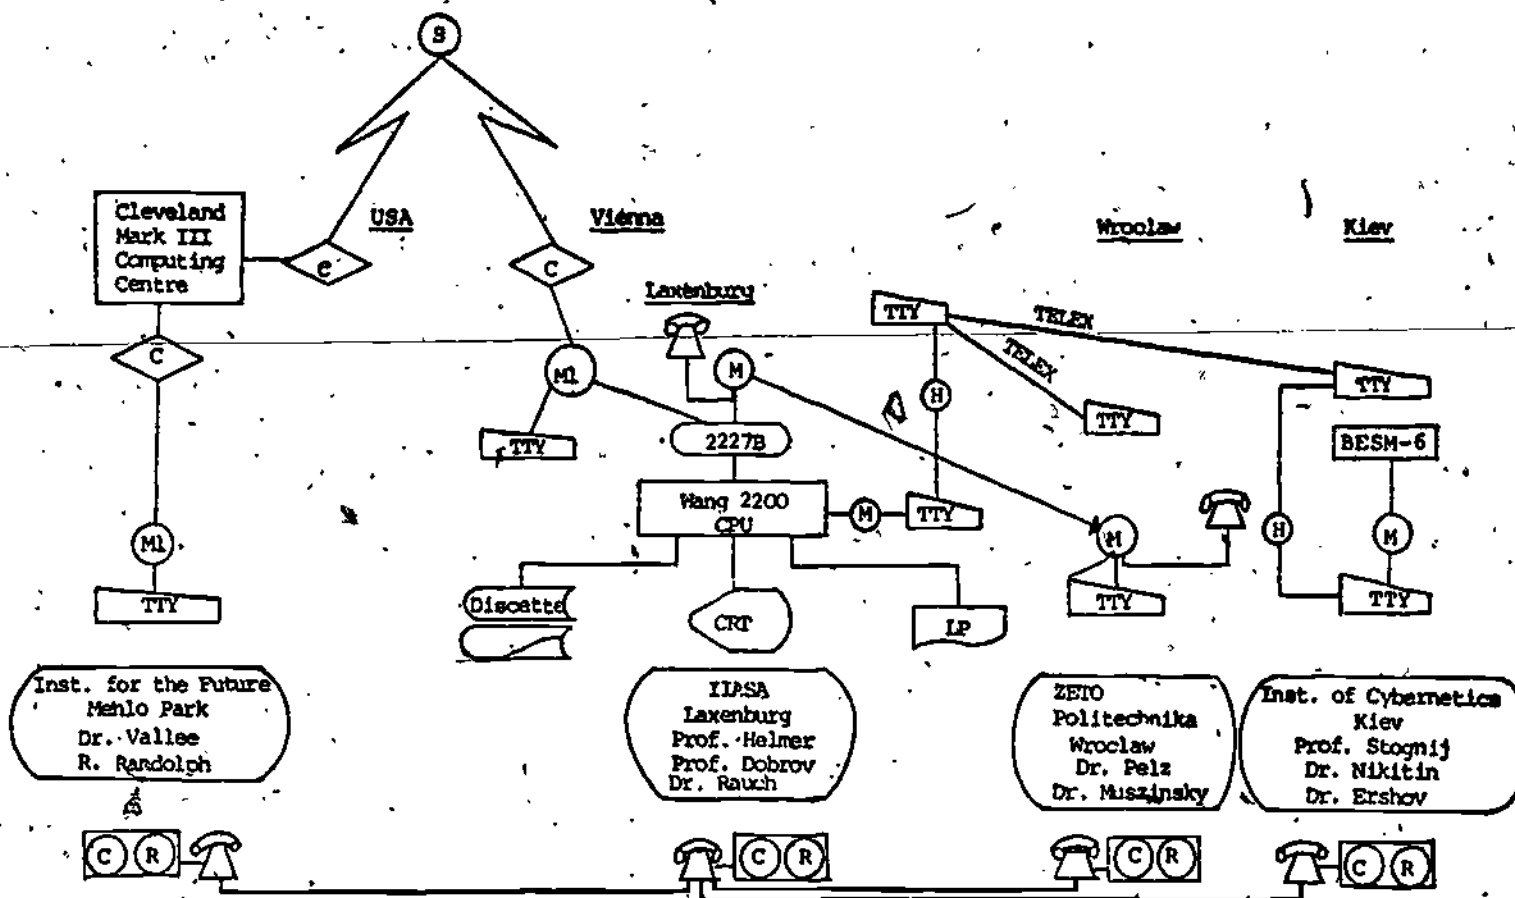 S
Cleveland
Mark III
Computing
Centre
USA
Vienna
Wroclaw
Kiev
C
C
Laxenburg
TTY
TELEX
TELEX
C
M1
M
H
TTY
TTY
TTY
2227B
BESM-6
Wang 2200
CPU
M
TTY
M
H
M
M1
TTY
Discette
CRT
LP
TTY
TTY
Inst. for the Future
Menlo Park
Dr. Vallee
R. Randolph
IIASA
Laxenburg
Prof. Helmer
Prof. Dobrov
Dr. Rauch
ZETO
Politechnika
Wroclaw
Dr. Pelz
Dr. Muszinsky
Inst. of Cybernetics
Kiev
Prof. Stognij
Dr. Nikitin
Dr. Ershov
C R
C R
C R
C R